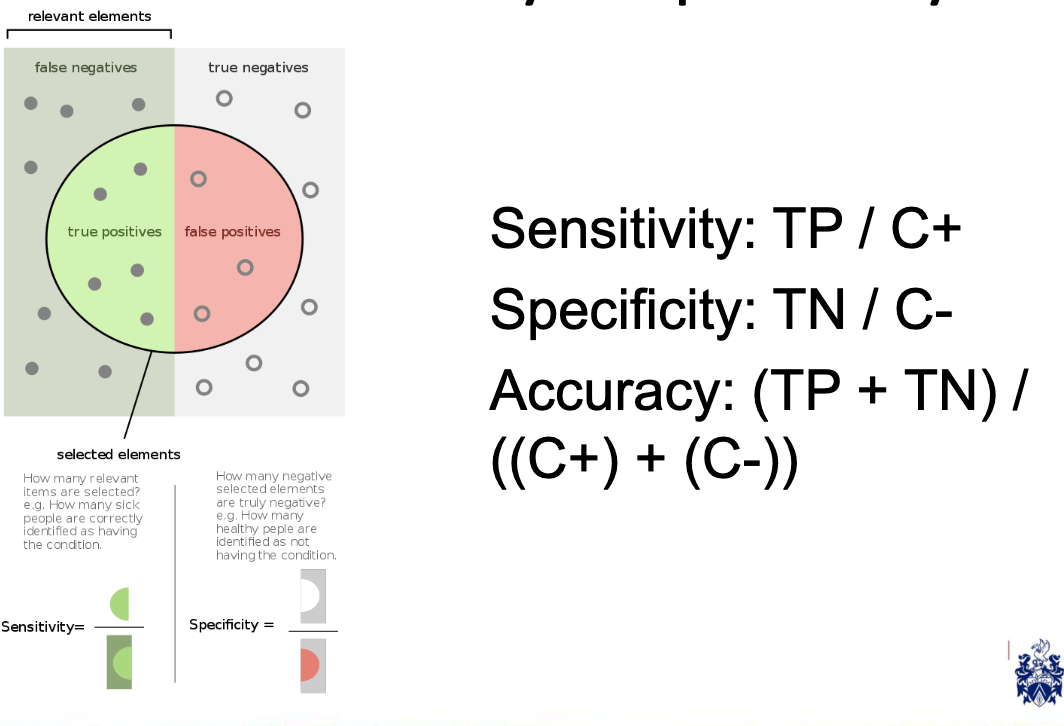 relevant elements
false negatives
true negatives
true positives
false positives
selected elements
How many relevant
items are selected?
e.g. How many sick
people are correctly
identified as having
the condition.
How many negative
selected elements
are truly negative?
e.g. How many
healthy peple are
identified as not
having the condition.
Sensitivity=
Specificity =
Sensitivity: TP / C+
Specificity: TN / C-
Accuracy: (TP + TN) /
((C+) + (C-))